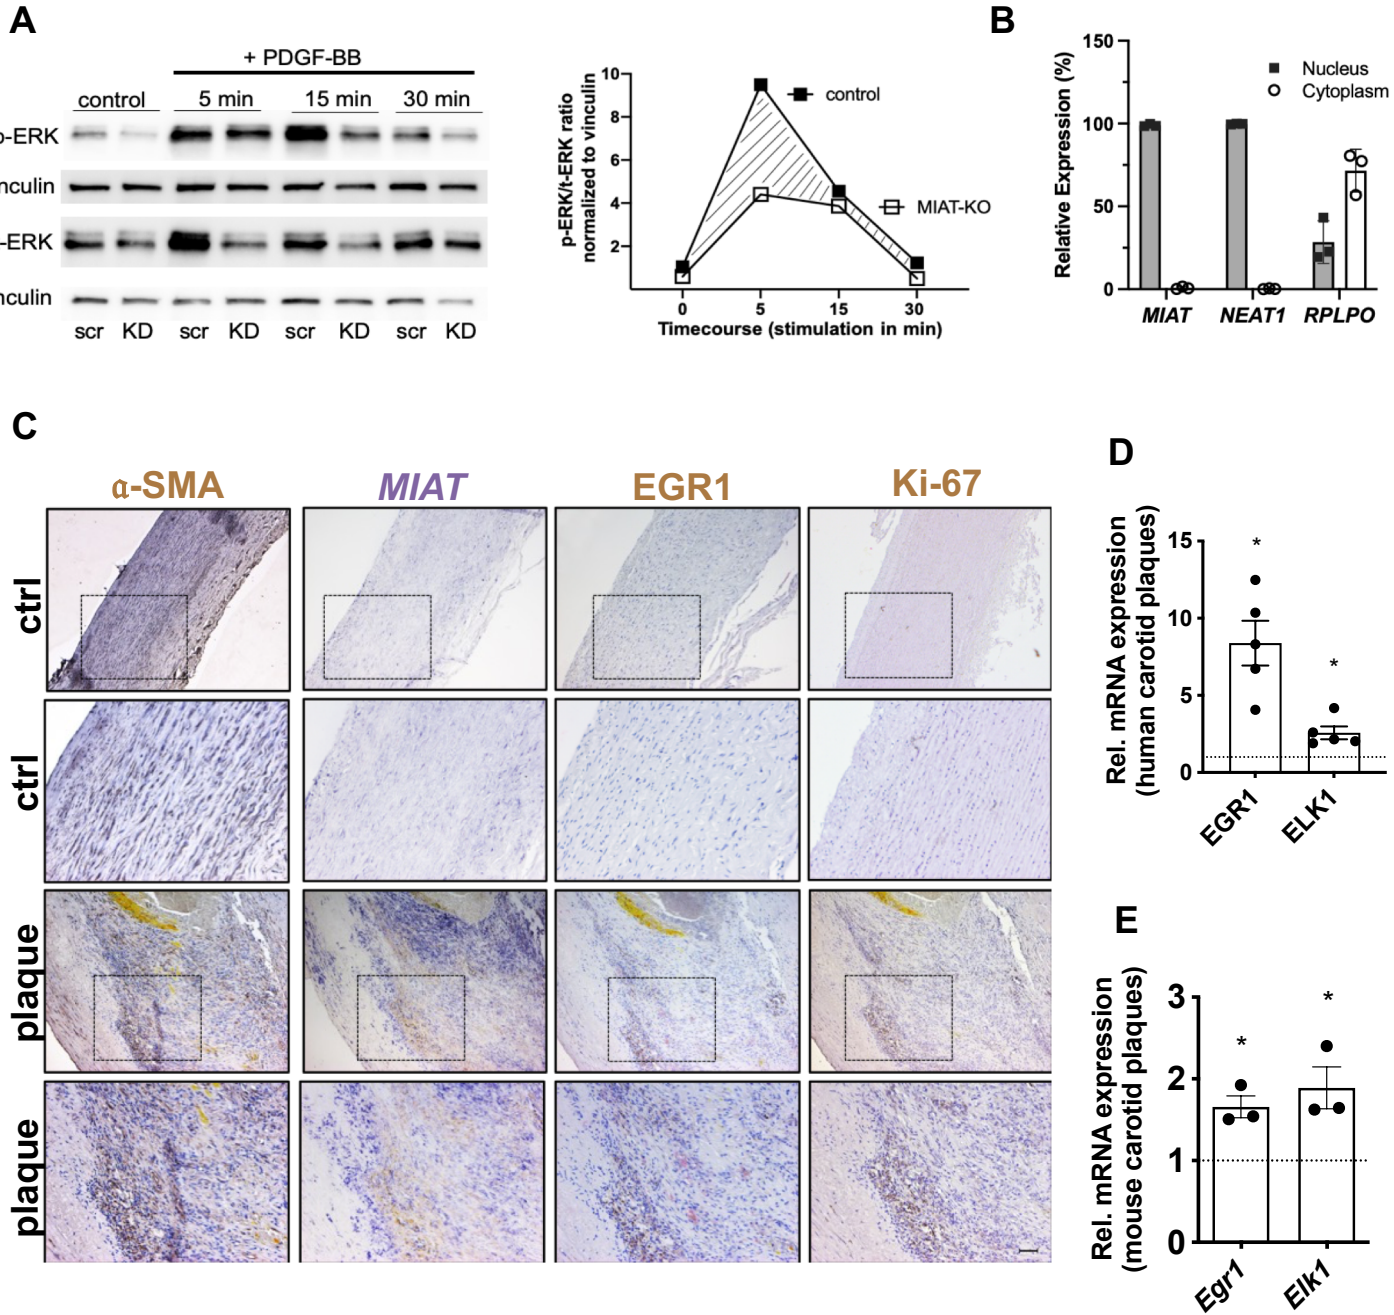 A
+ PDGF-BB
control 5 min 15 min 30 min
p-ERK
nculin
-ERK
nculin
scr KD scr KD scr KD scr KD
p-ERK/t-ERK ratio
normalized to vinculin
10
8
6
4
2
control
MIAT-KO
0 5 15 30
Timecourse (stimulation in min)
B
Relative Expression (%)
150
100
50
0
Nucleus
Cytoplasm
MIAT NEAT1 RPLPO
C
α-SMA MIAT EGR1 Ki-67
ctrl
ctrl
plaque
plaque
D
Rel. mRNA expression
(human carotid plaques)
15
10
5
0
* *
EGR1 ELK1
E
Rel. mRNA expression
(mouse carotid plaques)
3
2
1
0
* *
Egr1 Elk1